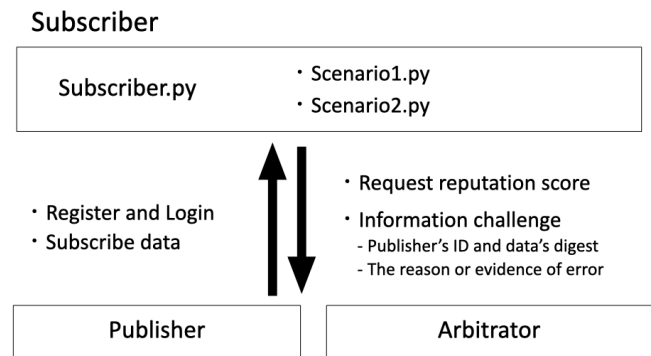 Subscriber
Subscriber.py
・Scenario1.py
・Scenario2.py
・Register and Login
・Subscribe data
・Request reputation score
・Information challenge
- Publisher’s ID and data’s digest
- The reason or evidence of error
Publisher
Arbitrator